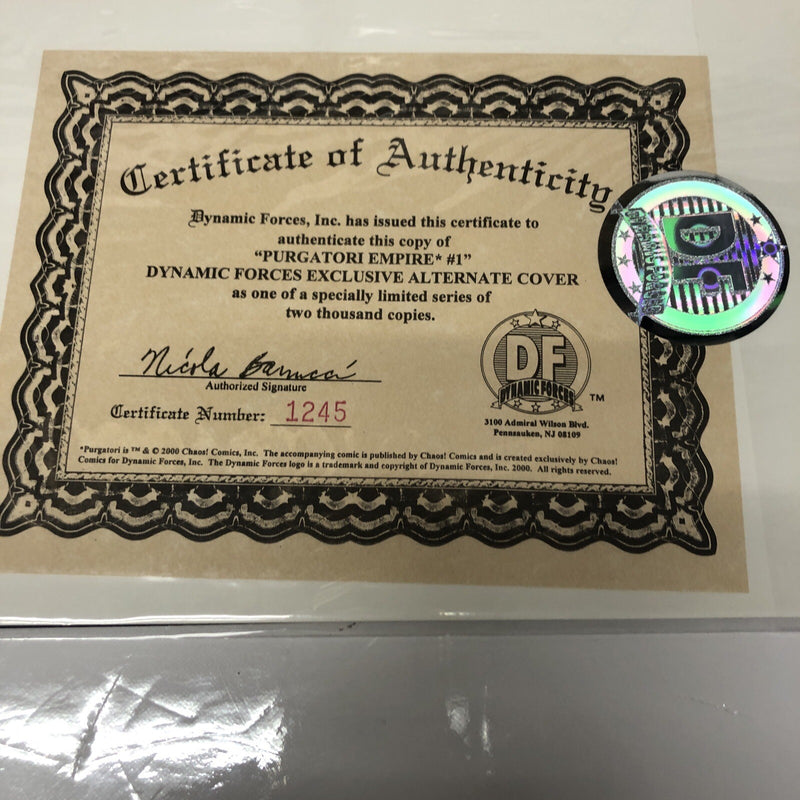 Certificate of Authenticity
Dynamic Forces, Inc. has issued this certificate to
authenticate this copy of
"PURGATORI EMPIRE* #1"
DYNAMIC FORCES EXCLUSIVE ALTERNATE COVER
as one of a specially limited series of
two thousand copies.
Nicola Barrucci
Authorized Signature
Certificate Number: 1245
DF
DYNAMIC FORCES
TM
3100 Admiral Wilson Blvd.
Pennsauken, NJ 08109
*Purgatori is ™ & © 2000 Chaos! Comics, Inc. The accompanying comic is published by Chaos! Comics and is created exclusively by Chaos!
Comics for Dynamic Forces, Inc. The Dynamic Forces logo is a trademark and copyright of Dynamic Forces, Inc. 2000. All rights reserved.
DF
DYNAMIC FORCES